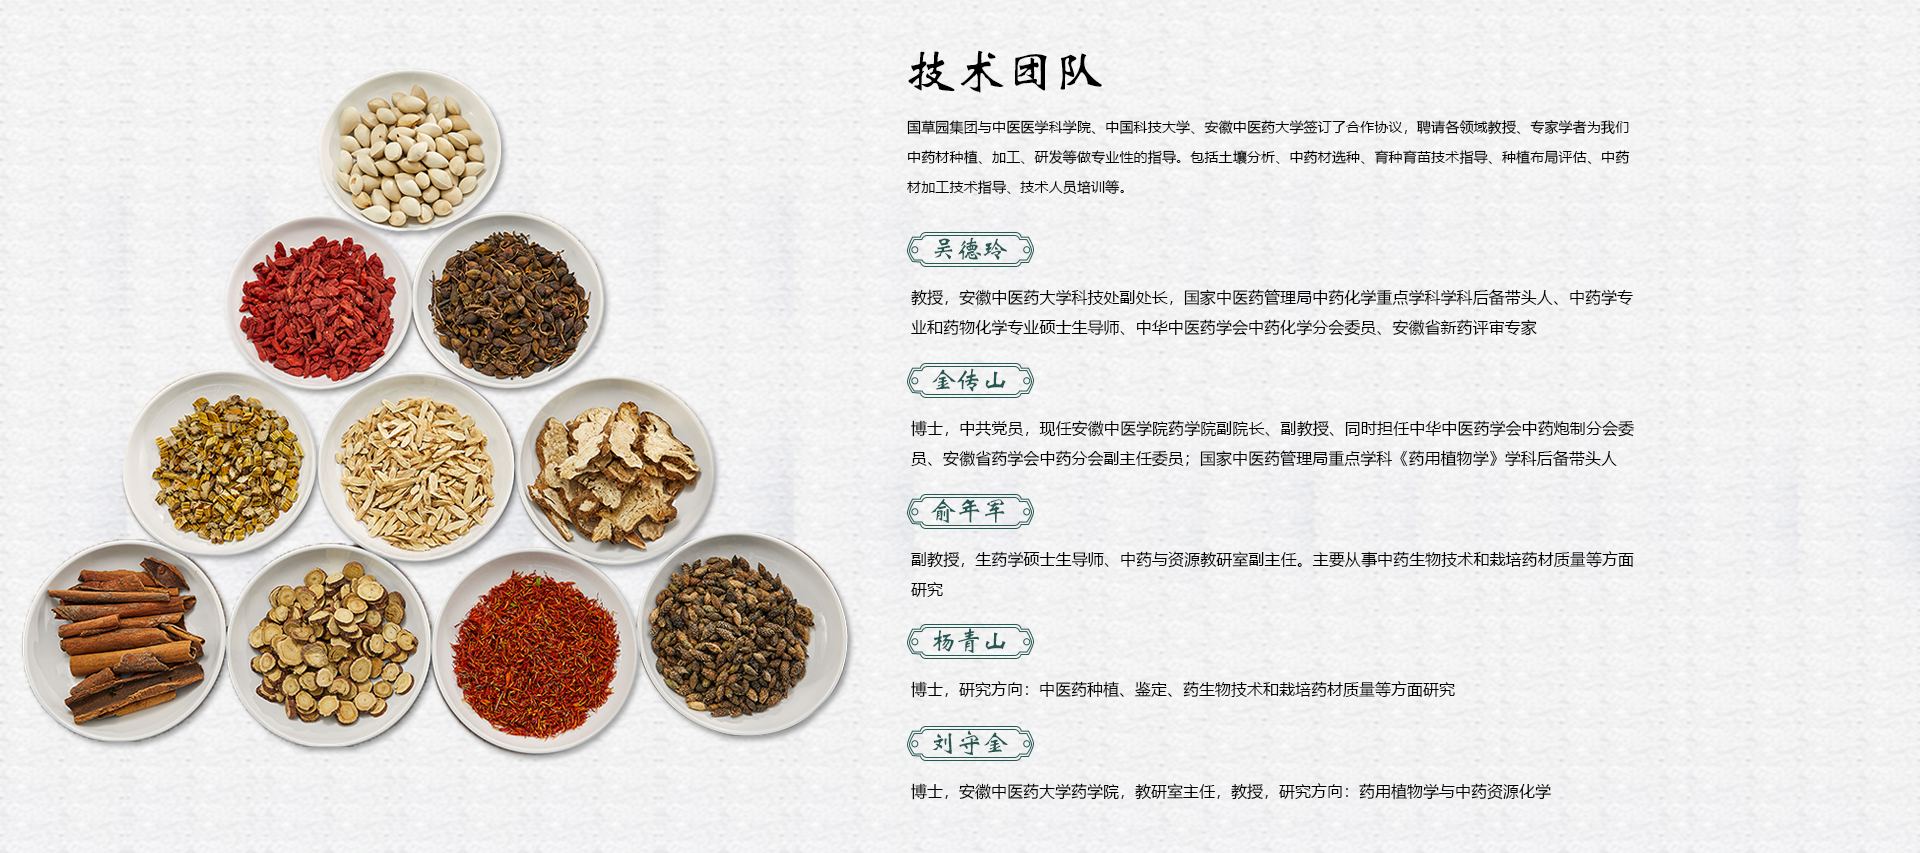 技术团队
国草园集团与中医医学科学院、中国科技大学、安徽中医药大学签订了合作协议，聘请各领域教授、专家学者为我们
中药材种植、加工、研发等做专业性的指导。包括土壤分析、中药材选种、育种育苗技术指导、种植布局评估、中药
材加工技术指导、技术人员培训等。
吴德玲
教授，安徽中医药大学科技处副处长，国家中医药管理局中药化学重点学科学科后备带头人、中药学专
业和药物化学专业硕士生导师、中华中医药学会中药化学分会委员、安徽省新药评审专家
金传山
博士，中共党员，现任安徽中医学院药学院副院长、副教授、同时担任中华中医药学会中药炮制分会委
员、安徽省药学会中药分会副主任委员；国家中医药管理局重点学科《药用植物学》学科后备带头人
俞年军
副教授，生药学硕士生导师、中药与资源教研室副主任。主要从事中药生物技术和栽培药材质量等方面
研究
杨青山
博士，研究方向：中医药种植、鉴定、药生物技术和栽培药材质量等方面研究
刘守金
博士，安徽中医药大学药学院，教研室主任，教授，研究方向：药用植物学与中药资源化学